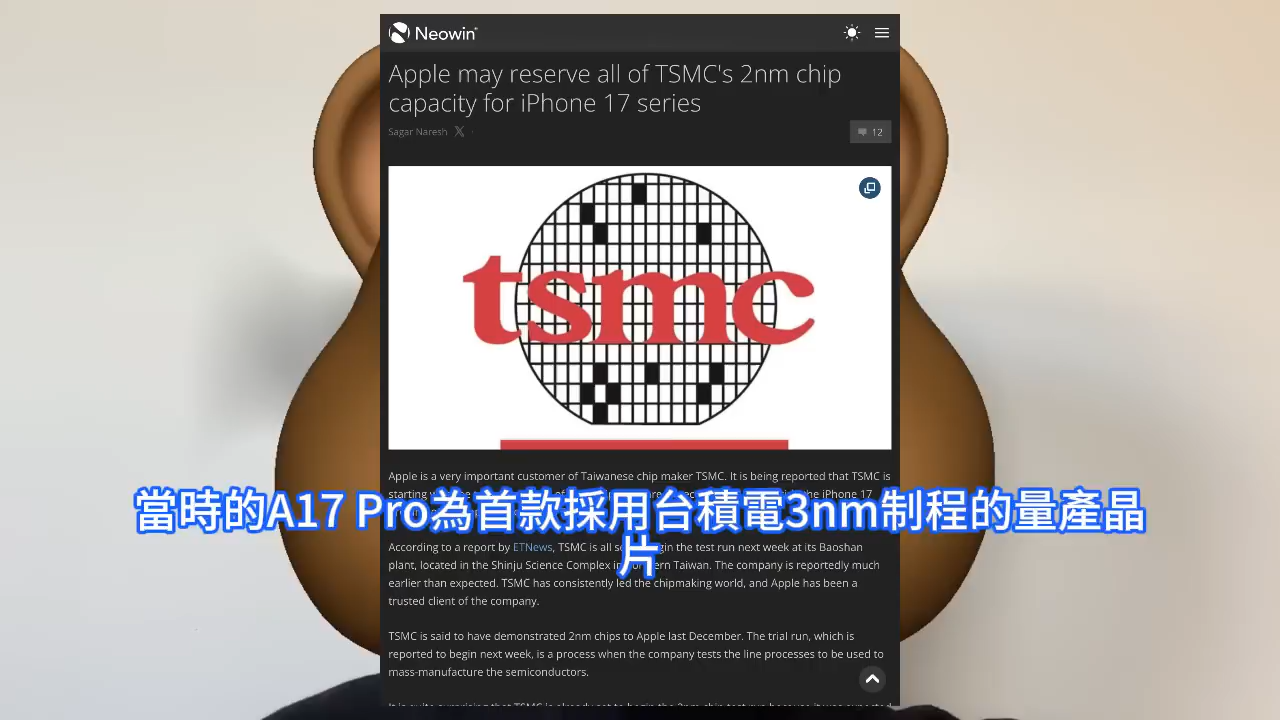 Neowin
Apple may reserve all of TSMC's 2nm chip
capacity for iPhone 17 series
Sagar Naresh
12
tsmc
Apple is a very important customer of Taiwanese chip maker TSMC. It is being reported that TSMC is
當時的A17 Pro為首款採用台積電3nm制程的量產晶
片
According to a report by ETNews, TSMC is all in the test run next week at its Baoshan
plant, located in the Shinju Science Complex in Taiwan. The company is reportedly much
earlier than expected. TSMC has consistently led the chipmaking world, and Apple has been a
trusted client of the company.
TSMC is said to have demonstrated 2nm chips to Apple last December. The trial run, which is
reported to begin next week, is a process when the company tests the line processes to be used to
mass-manufacture the semiconductors.